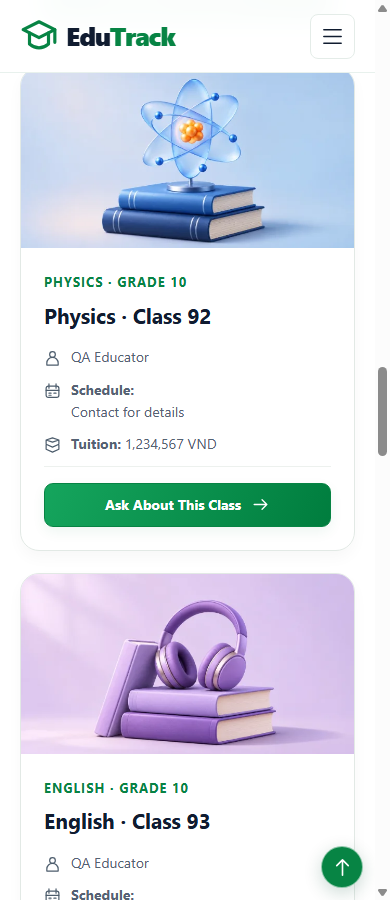 EduTrack
PHYSICS · GRADE 10
Physics · Class 92
QA Educator
Schedule:
Contact for details
Tuition: 1,234,567 VND
Ask About This Class →
ENGLISH · GRADE 10
English · Class 93
QA Educator
Schedule: